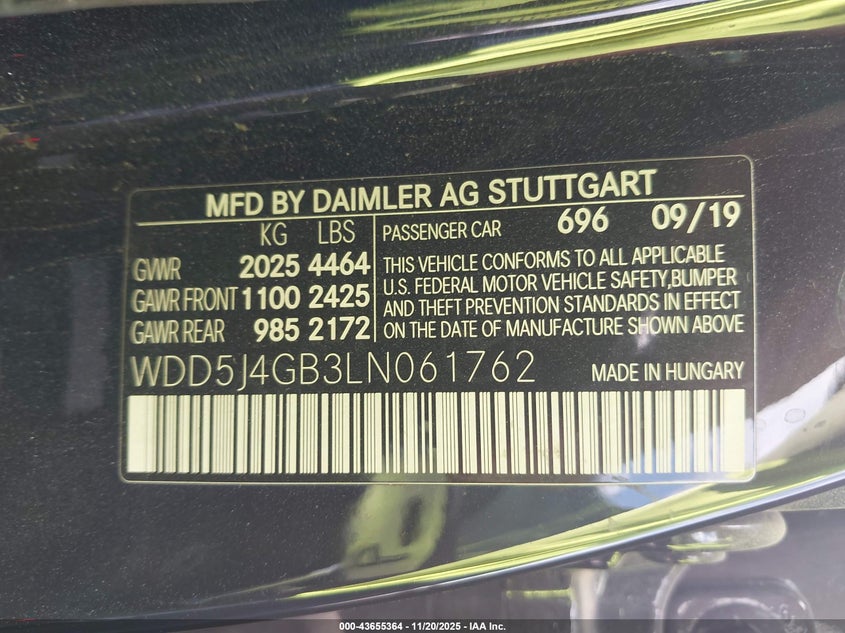 MFD BY DAIMLER AG STUTTGART
KG LBS
GVWR 2025 4464
GAWR FRONT 1100 2425
GAWR REAR 985 2172
PASSENGER CAR 696 09/19
THIS VEHICLE CONFORMS TO ALL APPLICABLE
U.S. FEDERAL MOTOR VEHICLE SAFETY,BUMPER
AND THEFT PREVENTION STANDARDS IN EFFECT
ON THE DATE OF MANUFACTURE SHOWN ABOVE
WDD5J4GB3LN061762 MADE IN HUNGARY
000-43655364 - 11/20/2025 - IAA Inc.